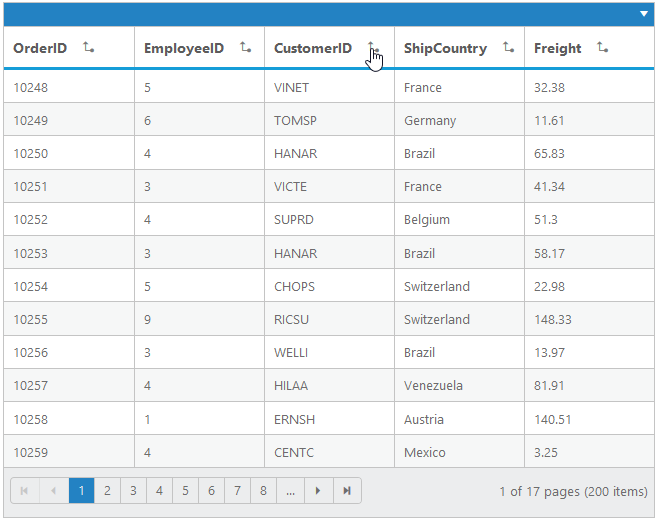 OrderID EmployeeID CustomerID ShipCountry Freight
10248 5 VINET France 32.38
10249 6 TOMSP Germany 11.61
10250 4 HANAR Brazil 65.83
10251 3 VICTE France 41.34
10252 4 SUPRD Belgium 51.3
10253 3 HANAR Brazil 58.17
10254 5 CHOPS Switzerland 22.98
10255 9 RICSU Switzerland 148.33
10256 3 WELLI Brazil 13.97
10257 4 HILAA Venezuela 81.91
10258 1 ERNSH Austria 140.51
10259 4 CENTC Mexico 3.25
1 2 3 4 5 6 7 8 ... 1 of 17 pages (200 items)